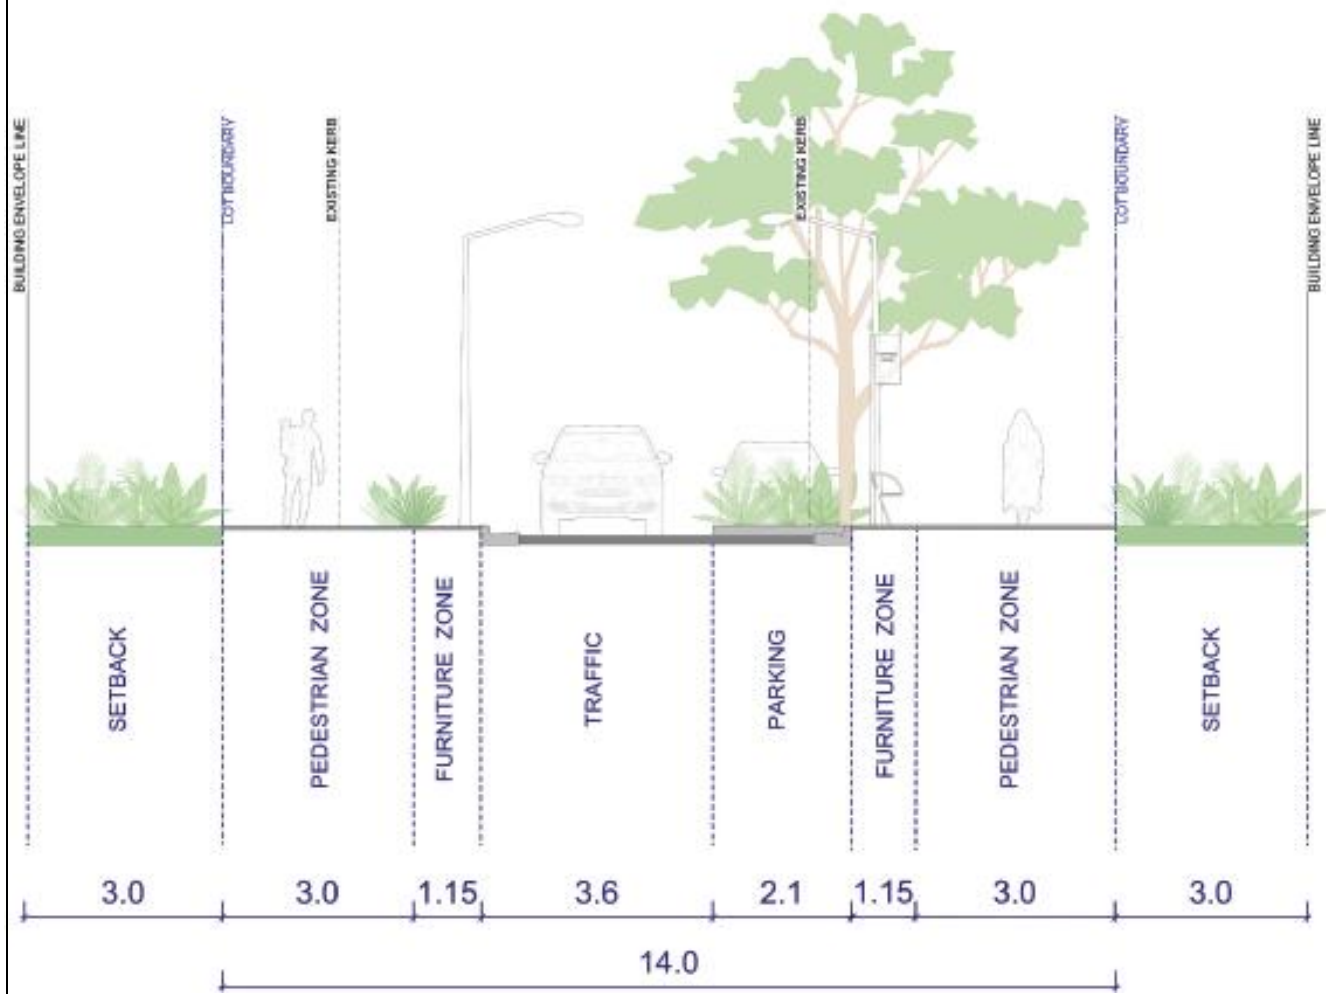 BUILDING ENVELOPE LINE
LOT BOUNDARY
EXISTING KERB
EXISTING KERB
LOT BOUNDARY
BUILDING ENVELOPE LINE
SETBACK
PEDESTRIAN ZONE
FURNITURE ZONE
TRAFFIC
PARKING
FURNITURE ZONE
PEDESTRIAN ZONE
SETBACK
3.0
3.0
1.15
3.6
2.1
1.15
3.0
3.0
14.0